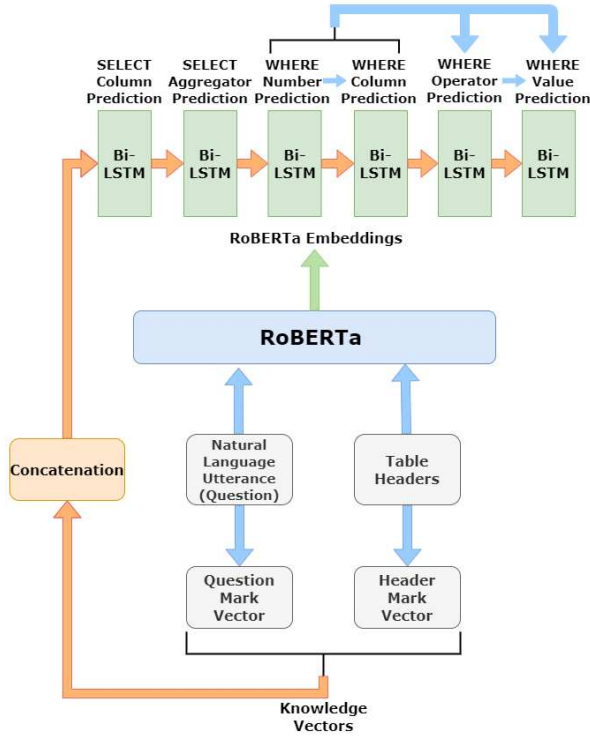 SELECT
Column
Prediction
SELECT
Aggregator
Prediction
WHERE
Number
Prediction
WHERE
Column
Prediction
WHERE
Operator
Prediction
WHERE
Value
Prediction
Bi-
LSTM
Bi-
LSTM
Bi-
LSTM
Bi-
LSTM
Bi-
LSTM
Bi-
LSTM
RoBERTa Embeddings
RoBERTa
Concatenation
Natural
Language
Utterance
(Question)
Table
Headers
Question
Mark
Vector
Header
Mark
Vector
Knowledge
Vectors